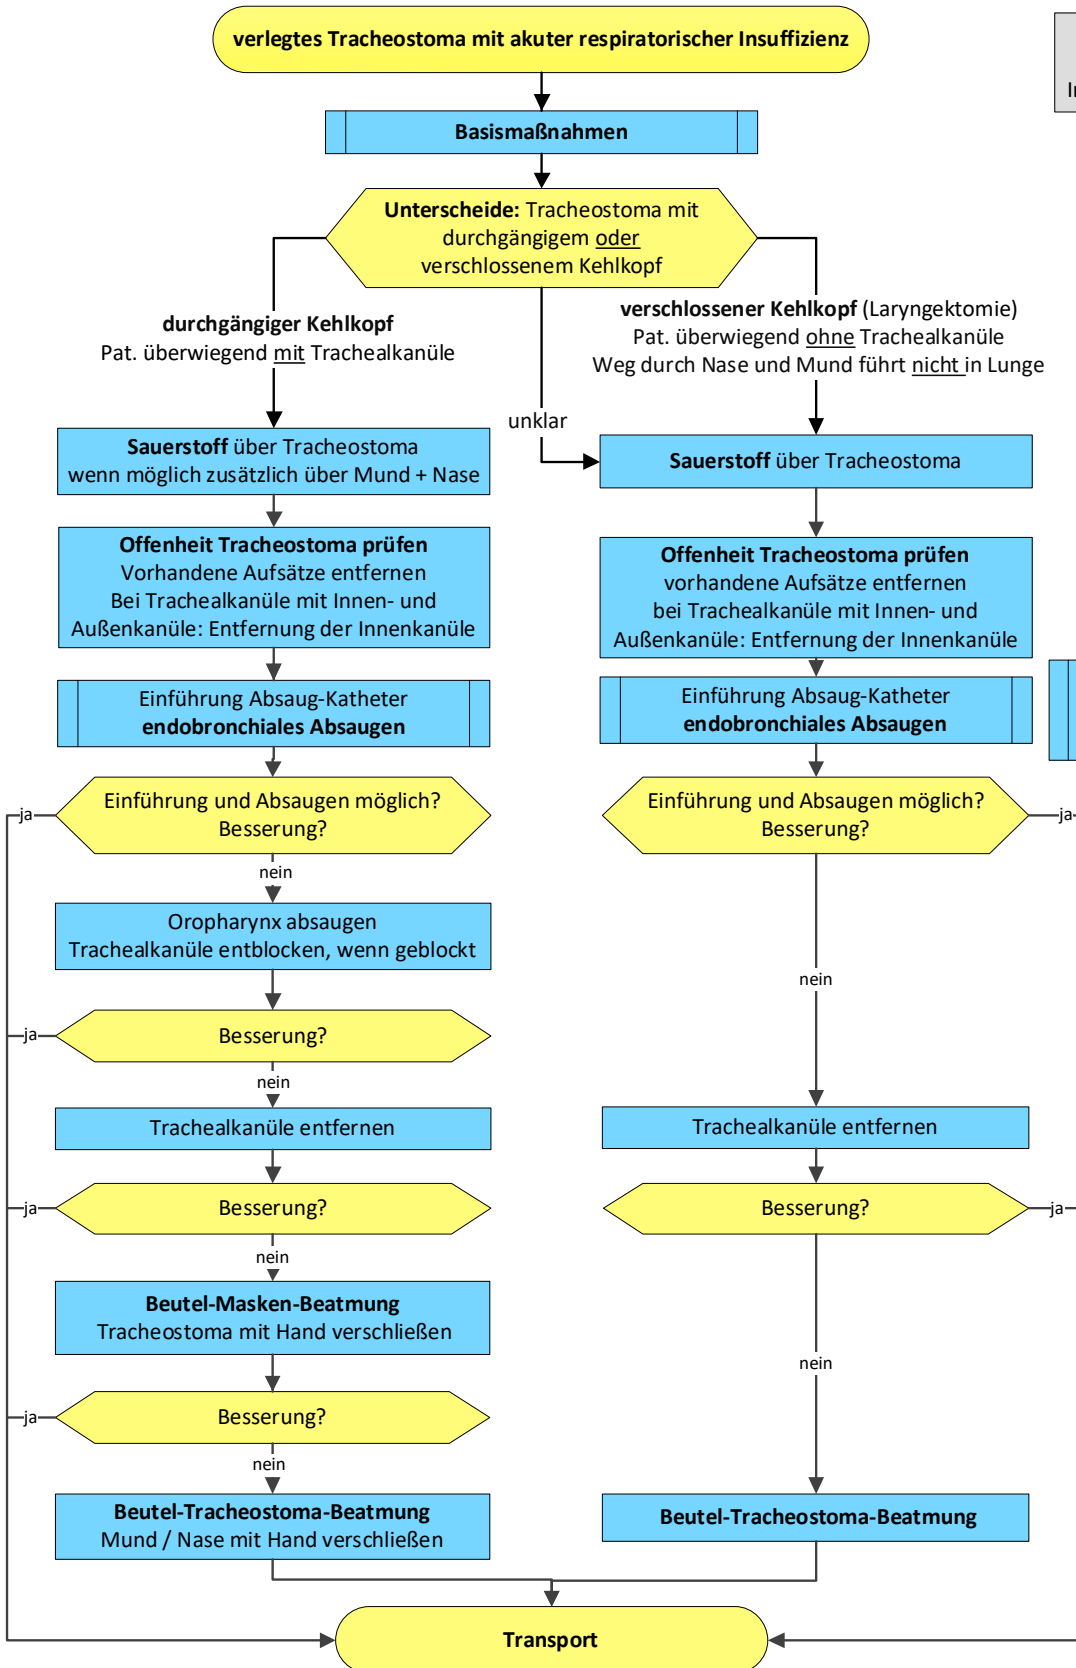 verlegtes Tracheostoma mit akuter respiratorischer Insuffizienz
Basismaßnahmen
Unterscheide: Tracheostoma mit
durchgängigem oder
verschlossenem Kehlkopf
durchgängiger Kehlkopf
Pat. überwiegend mit Trachealkanüle
verschlossener Kehlkopf (Laryngektomie)
Pat. überwiegend ohne Trachealkanüle
Weg durch Nase und Mund führt nicht in Lunge
unklar
Sauerstoff über Tracheostoma
wenn möglich zusätzlich über Mund + Nase
Offenheit Tracheostoma prüfen
Vorhandene Aufsätze entfernen
Bei Trachealkanüle mit Innen- und
Außenkanüle: Entfernung der Innenkanüle
Einführung Absaug-Katheter
endobronchiales Absaugen
Einführung und Absaugen möglich?
Besserung?
ja
nein
Oropharynx absaugen
Trachealkanüle entblocken, wenn geblockt
Besserung?
ja
nein
Trachealkanüle entfernen
Besserung?
ja
nein
Beutel-Masken-Beatmung
Tracheostoma mit Hand verschließen
Besserung?
ja
nein
Beutel-Tracheostoma-Beatmung
Mund / Nase mit Hand verschließen
Sauerstoff über Tracheostoma
Offenheit Tracheostoma prüfen
vorhandene Aufsätze entfernen
bei Trachealkanüle mit Innen- und
Außenkanüle: Entfernung der Innenkanüle
Einführung Absaug-Katheter
endobronchiales Absaugen
Einführung und Absaugen möglich?
Besserung?
ja
nein
Trachealkanüle entfernen
Besserung?
ja
nein
Beutel-Tracheostoma-Beatmung
Transport